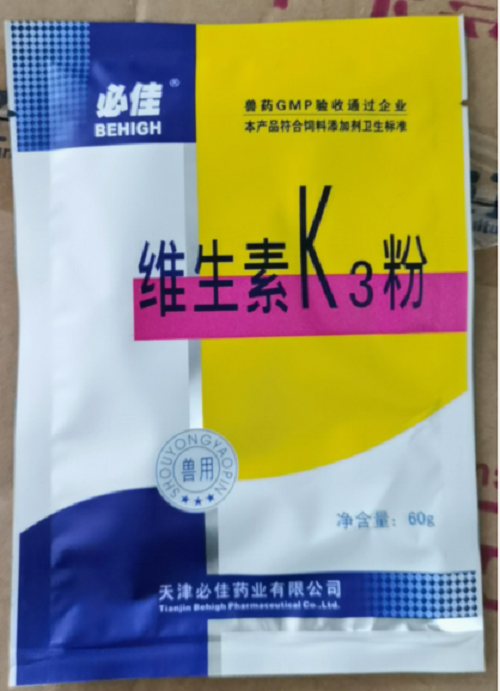 必佳®
BEHIGH
兽药GMP验收通过企业
本产品符合饲料添加剂卫生标准
维生素K3粉
SHOUYONGYAOPIN
兽用
净含量：60g
天津必佳药业有限公司
Tianjin Behigh Pharmaceutical Co.,Ltd.